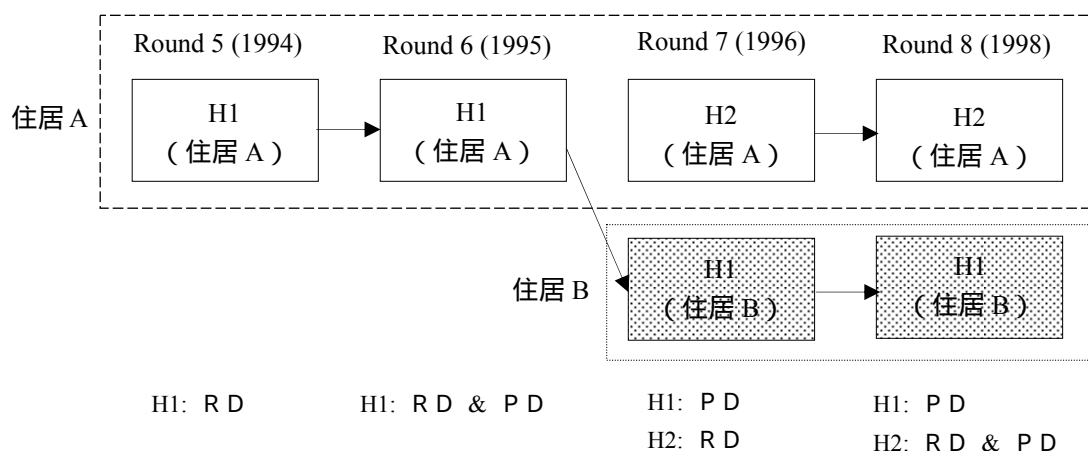 Round 5 (1994) Round 6 (1995) Round 7 (1996) Round 8 (1998)
住居 A
H1
(住居 A)
H1
(住居 A)
H2
(住居 A)
H2
(住居 A)
住居 B
H1
(住居 B)
H1
(住居 B)
H1: ＲＤ H1: ＲＤ & ＰＤ H1: ＰＤ H1: ＰＤ
H2: ＲＤ H2: ＲＤ & ＰＤ